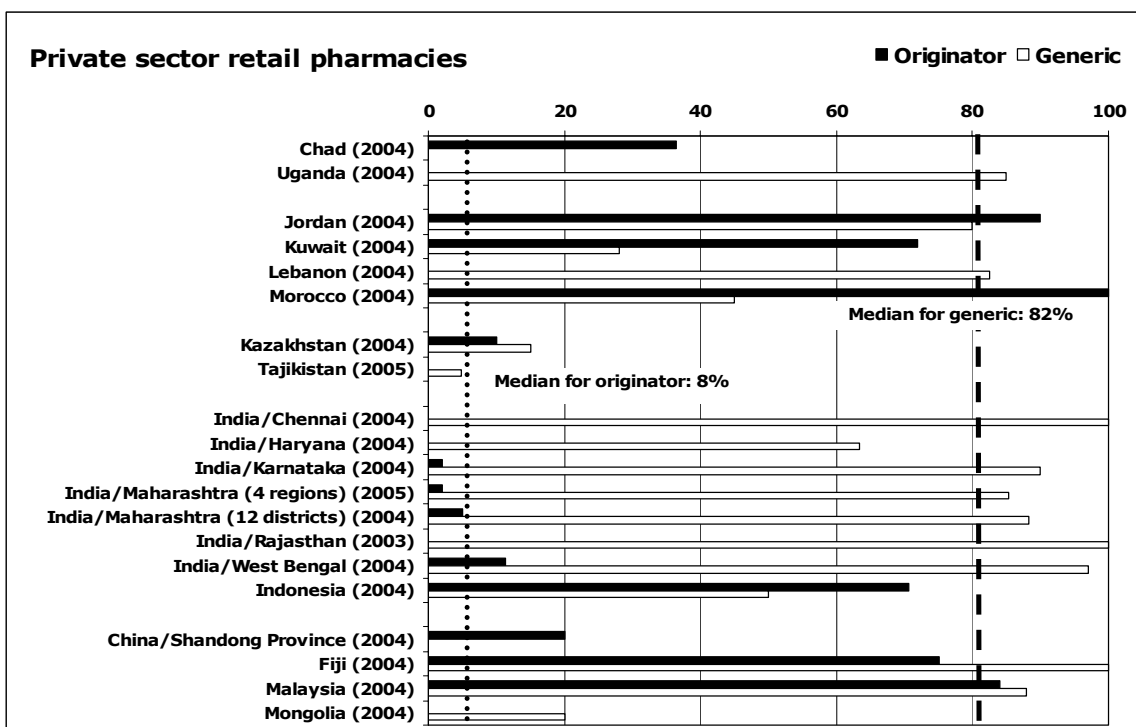 Private sector retail pharmacies
Originator Generic
0 20 40 60 80 100
Chad (2004)
Uganda (2004)
Jordan (2004)
Kuwait (2004)
Lebanon (2004)
Morocco (2004)
Median for generic: 82%
Kazakhstan (2004)
Tajikistan (2005)
Median for originator: 8%
India/Chennai (2004)
India/Haryana (2004)
India/Karnataka (2004)
India/Maharashtra (4 regions) (2005)
India/Maharashtra (12 districts) (2004)
India/Rajasthan (2003)
India/West Bengal (2004)
Indonesia (2004)
China/Shandong Province (2004)
Fiji (2004)
Malaysia (2004)
Mongolia (2004)